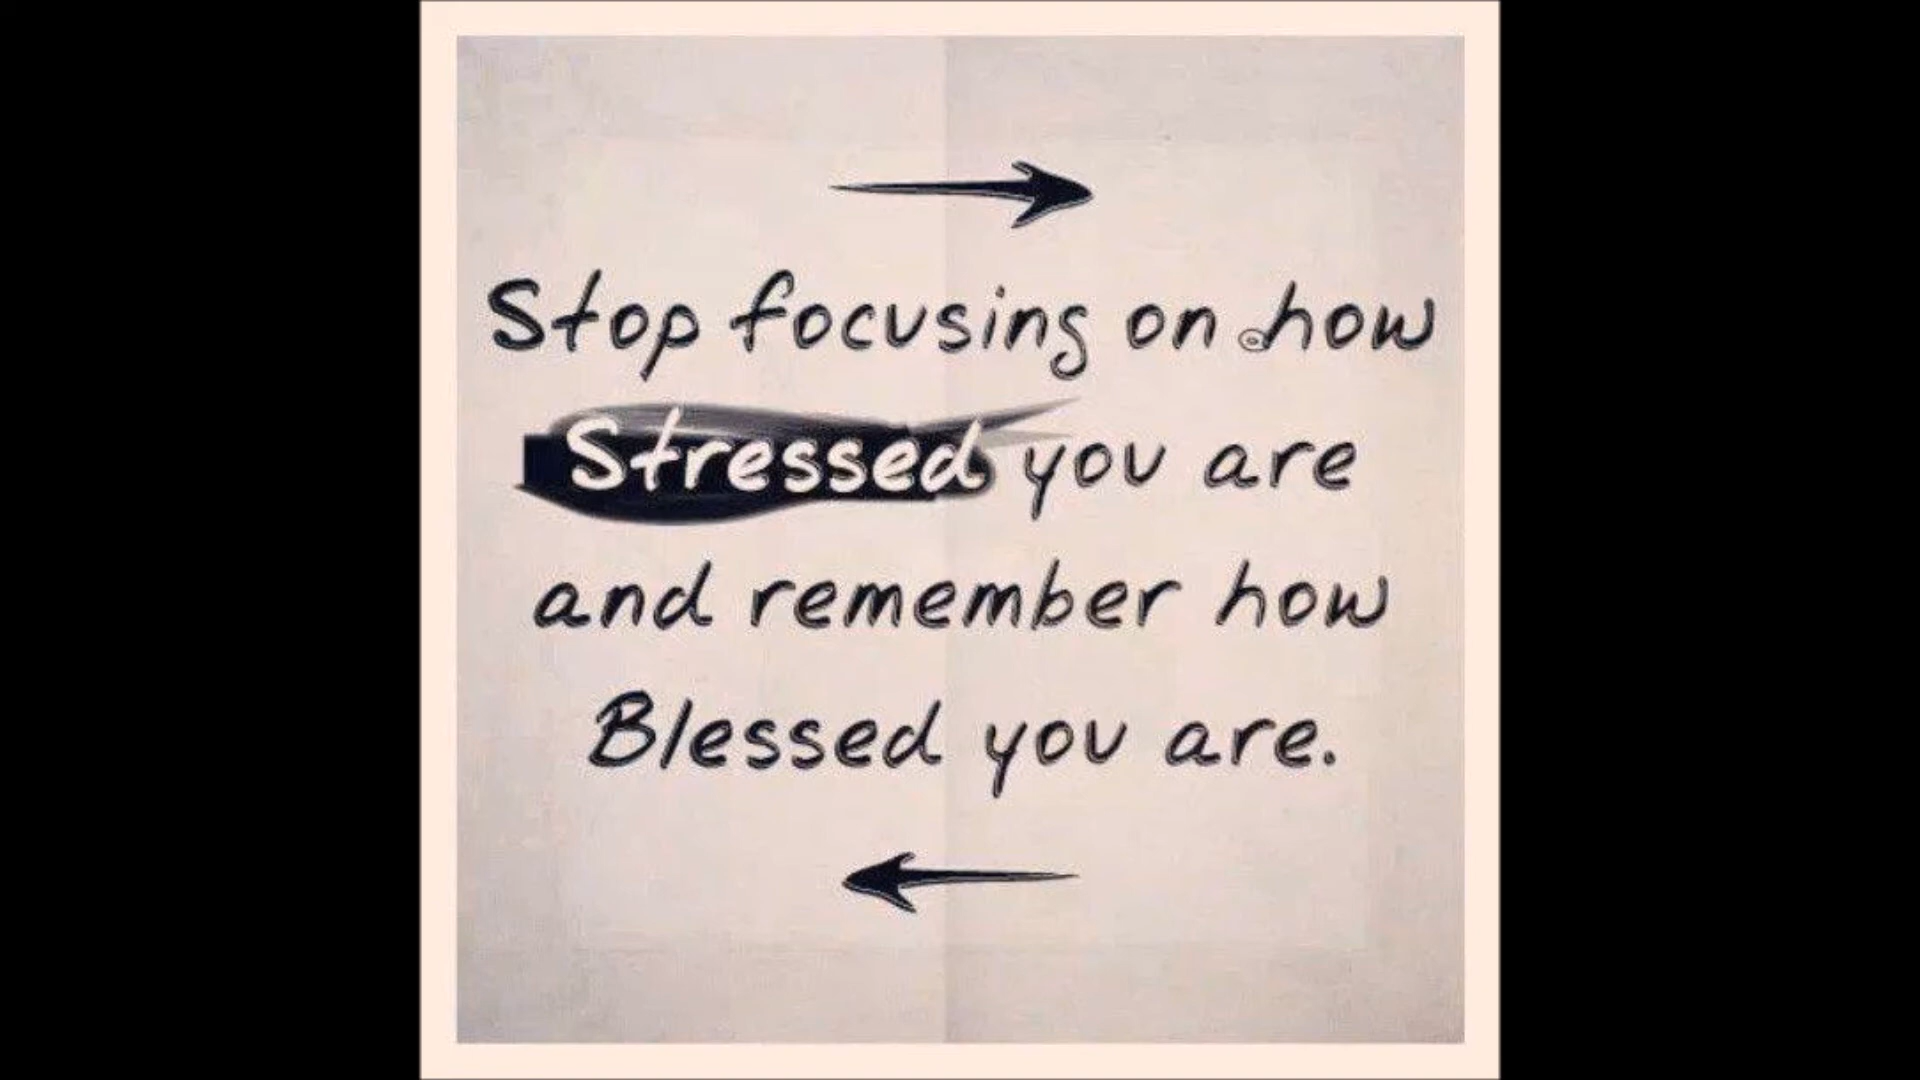 Stop focusing on how
Stressed you are
and remember how
Blessed you are.